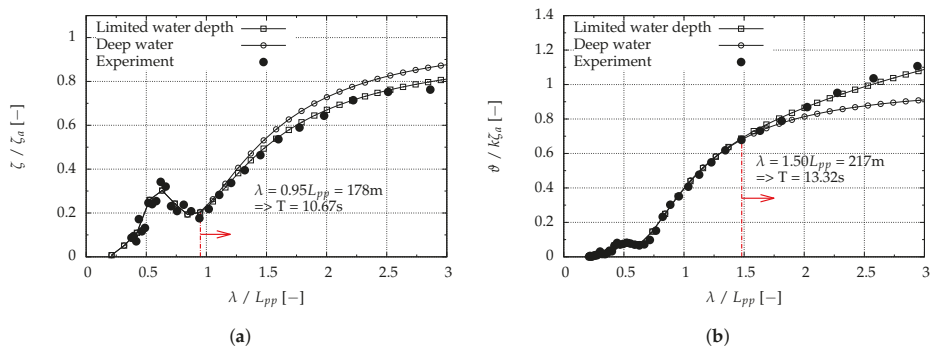 Limited water depth
Deep water
Experiment
ζ / ζₐ [−]
1
0.8
0.6
0.4
0.2
0
λ = 0.95Lₚₚ = 178m
=> T = 10.67s
0 0.5 1 1.5 2 2.5 3
λ / Lₚₚ [−]
(a)
Limited water depth
Deep water
Experiment
ϑ / kζₐ [−]
1.4
1.2
1
0.8
0.6
0.4
0.2
0
λ = 1.50Lₚₚ = 217m
=> T = 13.32s
0 0.5 1 1.5 2 2.5 3
λ / Lₚₚ [−]
(b)